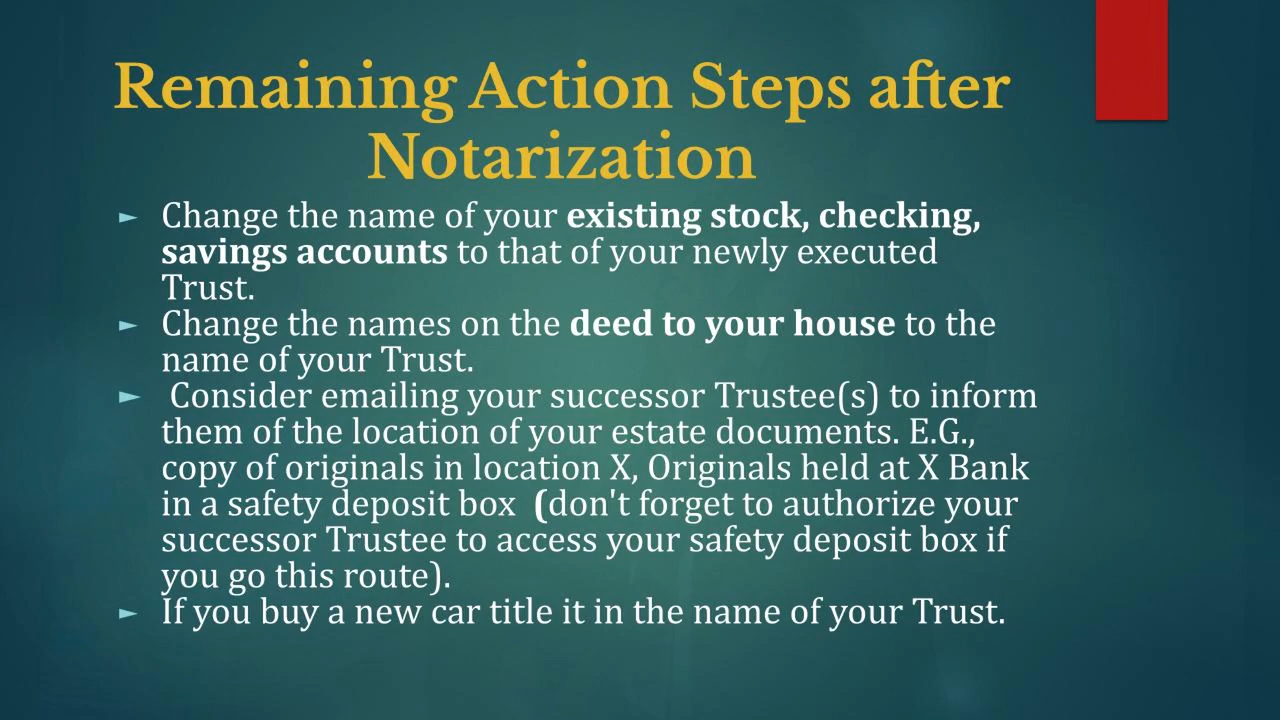 Remaining Action Steps after
Notarization
► Change the name of your existing stock, checking,
savings accounts to that of your newly executed
Trust.
► Change the names on the deed to your house to the
name of your Trust.
► Consider emailing your successor Trustee(s) to inform
them of the location of your estate documents. E.G.,
copy of originals in location X, Originals held at X Bank
in a safety deposit box (don't forget to authorize your
successor Trustee to access your safety deposit box if
you go this route).
► If you buy a new car title it in the name of your Trust.